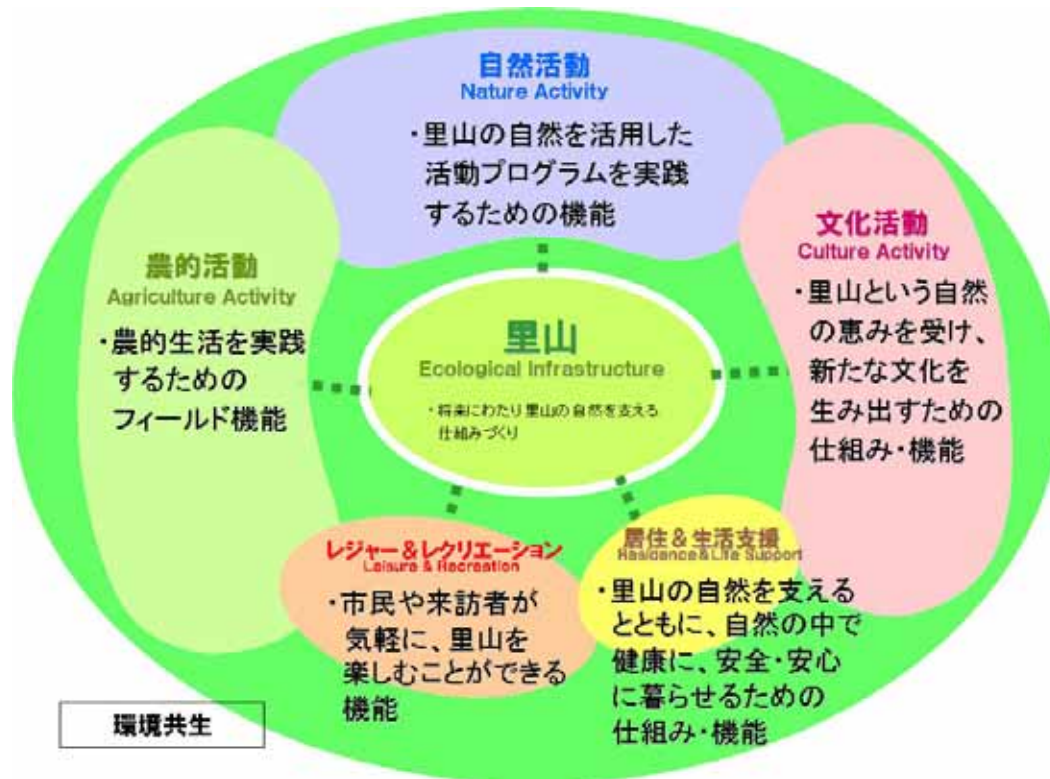 自然活動
Nature Activity
・里山の自然を活用した
活動プログラムを実践
するための機能
農的活動
Agriculture Activity
・農的生活を実践
するための
フィールド機能
里山
Ecological Infrastructure
・将来にわたり里山の自然を支える
仕組みづくり
文化活動
Culture Activity
・里山という自然
の恵みを受け、
新たな文化を
生み出すための
仕組み・機能
レジャー＆レクリエーション
Leisure & Recreation
・市民や来訪者が
気軽に、里山を
楽しむことができる
機能
居住＆生活支援
Residence & Life Support
・里山の自然を支える
とともに、自然の中で
健康に、安全・安心
に暮らせるための
仕組み・機能
環境共生